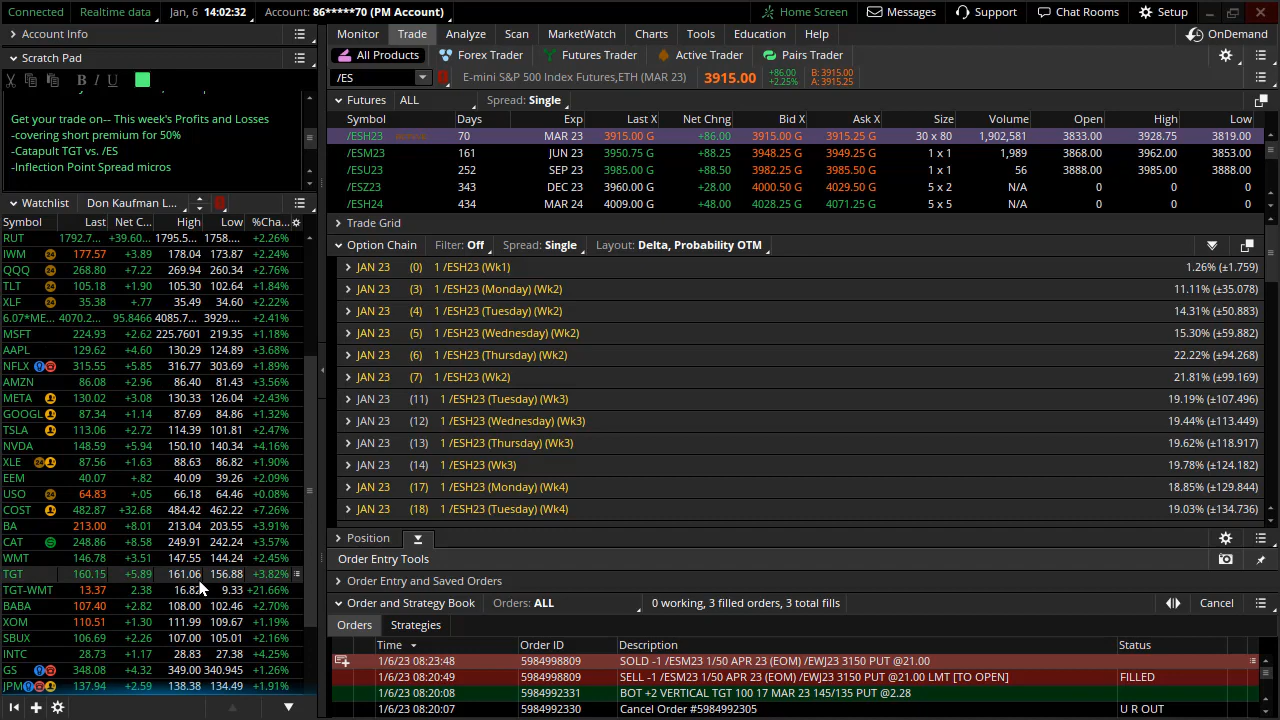 Connected Realtime data Jan, 6 14:02:32 Account: 86*****70 (PM Account) Home Screen Messages Support Chat Rooms Setup
Account Info
Scratch Pad
B I U
Get your trade on-- This week's Profits and Losses
-covering short premium for 50%
-Catapult TGT vs. /ES
-Inflection Point Spread micros
Watchlist Don Kaufman L...
Symbol Last Net C... High Low %Cha...
RUT 1792.7... +39.60... 1795.5... 1758.... +2.26%
IWM 177.57 +3.89 178.04 173.87 +2.24%
QQQ 268.80 +7.22 269.94 260.34 +2.76%
TLT 105.18 +1.90 105.30 102.64 +1.84%
XLF 35.38 +.77 35.49 34.60 +2.22%
6.07*ME... 4070.2... 95.8466 4085.7... 3929.... +2.41%
MSFT 224.93 +2.62 225.7601 219.35 +1.18%
AAPL 129.62 +4.60 130.29 124.89 +3.68%
NFLX 315.55 +5.85 316.77 303.69 +1.89%
AMZN 86.08 +2.96 86.40 81.43 +3.56%
META 130.02 +3.08 130.33 126.04 +2.43%
GOOGL 87.34 +1.14 87.69 84.86 +1.32%
TSLA 113.06 +2.72 114.39 101.81 +2.47%
NVDA 148.59 +5.94 150.10 140.34 +4.16%
XLE 87.56 +1.63 88.63 86.82 +1.90%
EEM 40.07 +.82 40.09 39.26 +2.09%
USO 64.83 +.05 66.18 64.46 +0.08%
COST 482.87 +32.68 484.42 462.22 +7.26%
BA 213.00 +8.01 213.04 203.55 +3.91%
CAT 248.86 +8.58 249.91 242.24 +3.57%
WMT 146.78 +3.51 147.55 144.24 +2.45%
TGT 160.15 +5.89 161.06 156.88 +3.82%
TGT-WMT 13.37 2.38 16.82 9.33 +21.66%
BABA 107.40 +2.82 108.00 102.46 +2.70%
XOM 110.51 +1.30 111.99 109.67 +1.19%
SBUX 106.69 +2.26 107.00 105.01 +2.16%
INTC 28.73 +1.17 28.83 27.38 +4.25%
GS 348.08 +4.32 349.00 340.945 +1.26%
JPM 137.94 +2.59 138.38 134.49 +1.91%
Monitor Trade Analyze Scan MarketWatch Charts Tools Education Help OnDemand
All Products Forex Trader Futures Trader Active Trader Pairs Trader
/ES E-mini S&P 500 Index Futures,ETH (MAR 23) 3915.00 +86.00 +2.25% B: 3915.00 A: 3915.25
Futures ALL Spread: Single
Symbol Days Exp Last X Net Chng Bid X Ask X Size Volume Open High Low
/ESH23 70 MAR 23 3915.00 G +86.00 3915.00 G 3915.25 G 30 x 80 1,902,581 3833.00 3928.75 3819.00
/ESM23 161 JUN 23 3950.75 G +88.25 3948.25 G 3949.25 G 1 x 1 1,989 3868.00 3962.00 3853.00
/ESU23 252 SEP 23 3985.00 G +88.50 3982.25 G 3985.50 G 1 x 1 56 3888.00 3985.00 3888.00
/ESZ23 343 DEC 23 3960.00 G +28.00 4000.50 G 4029.50 G 5 x 2 N/A 0 0 0
/ESH24 434 MAR 24 4009.00 G +48.00 4028.25 G 4071.25 G 5 x 5 N/A 0 0 0
Trade Grid
Option Chain Filter: Off Spread: Single Layout: Delta, Probability OTM
JAN 23 (0) 1 /ESH23 (Wk1) 1.26% (±1.759)
JAN 23 (3) 1 /ESH23 (Monday) (Wk2) 11.11% (±35.078)
JAN 23 (4) 1 /ESH23 (Tuesday) (Wk2) 14.31% (±50.883)
JAN 23 (5) 1 /ESH23 (Wednesday) (Wk2) 15.30% (±59.882)
JAN 23 (6) 1 /ESH23 (Thursday) (Wk2) 22.22% (±94.268)
JAN 23 (7) 1 /ESH23 (Wk2) 21.81% (±99.169)
JAN 23 (11) 1 /ESH23 (Tuesday) (Wk3) 19.19% (±107.496)
JAN 23 (12) 1 /ESH23 (Wednesday) (Wk3) 19.44% (±113.449)
JAN 23 (13) 1 /ESH23 (Thursday) (Wk3) 19.62% (±118.917)
JAN 23 (14) 1 /ESH23 (Wk3) 19.78% (±124.182)
JAN 23 (17) 1 /ESH23 (Monday) (Wk4) 18.85% (±129.844)
JAN 23 (18) 1 /ESH23 (Tuesday) (Wk4) 19.03% (±134.736)
Position
Order Entry Tools
Order Entry and Saved Orders
Order and Strategy Book Orders: ALL 0 working, 3 filled orders, 3 total fills Cancel
Orders Strategies
Time Order ID Description Status
1/6/23 08:23:48 5984998809 SOLD -1 /ESM23 1/50 APR 23 (EOM) /EWJ23 3150 PUT @21.00
1/6/23 08:20:49 5984998809 SELL -1 /ESM23 1/50 APR 23 (EOM) /EWJ23 3150 PUT @21.00 LMT [TO OPEN] FILLED
1/6/23 08:20:08 5984992331 BOT +2 VERTICAL TGT 100 17 MAR 23 145/135 PUT @2.28
1/6/23 08:20:07 5984992330 Cancel Order #5984992305 U R OUT